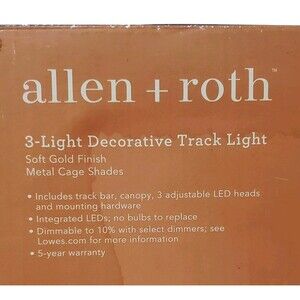 allen + roth™
3-Light Decorative Track Light
Soft Gold Finish
Metal Cage Shades
• Includes track bar, canopy, 3 adjustable LED heads
and mounting hardware
• Integrated LEDs; no bulbs to replace
• Dimmable to 10% with select dimmers; see
Lowes.com for more information
• 5-year warranty